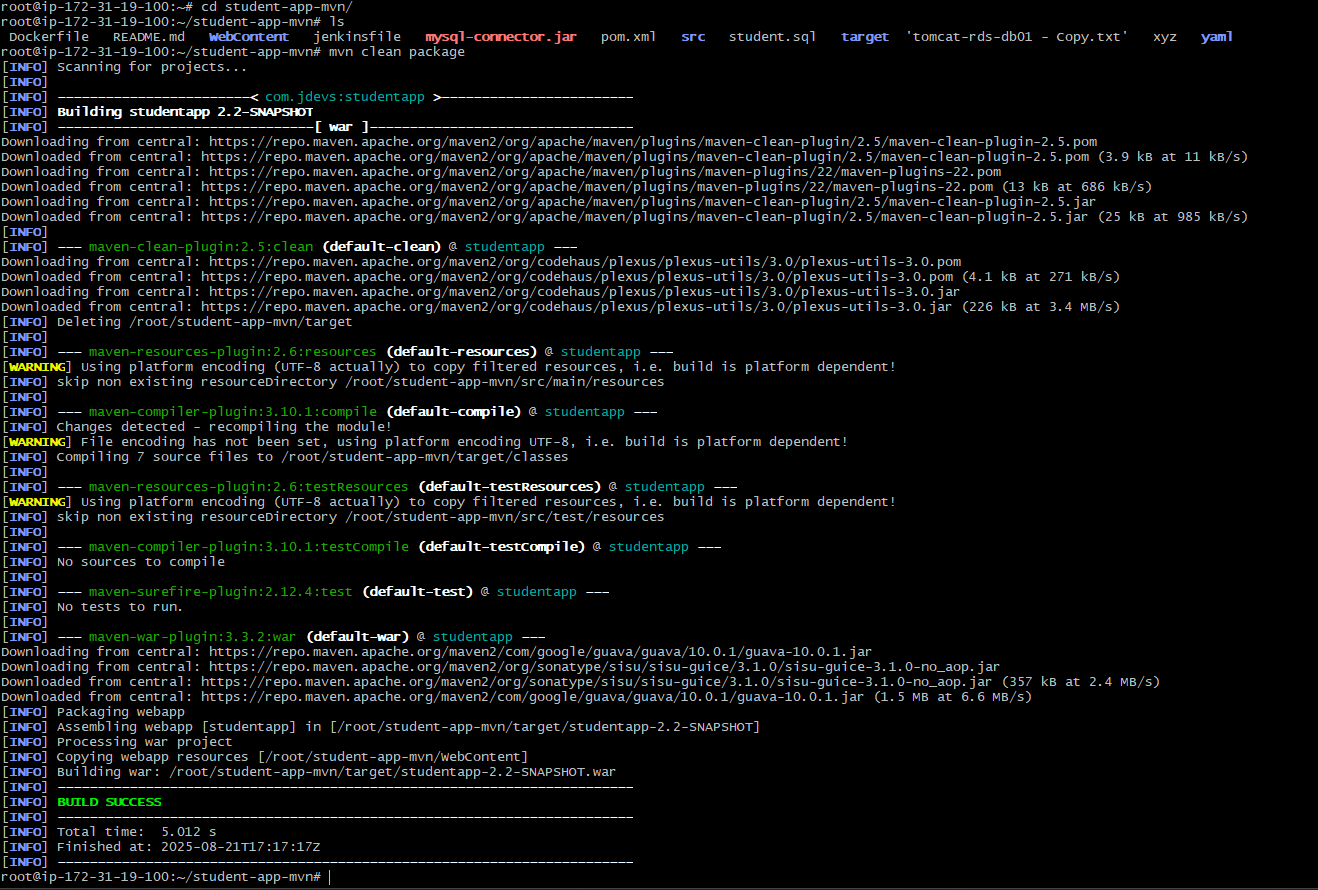 root@ip-172-31-19-100:~# cd student-app-mvn/
root@ip-172-31-19-100:~/student-app-mvn# ls
Dockerfile   README.md   WebContent   jenkinsfile   mysql-connector.jar   pom.xml   src   student.sql   target   'tomcat-rds-db01 - Copy.txt'   xyz   yaml
root@ip-172-31-19-100:~/student-app-mvn# mvn clean package
[INFO] Scanning for projects...
[INFO]
[INFO] ------------------------< com.jdevs:studentapp >------------------------
[INFO] Building studentapp 2.2-SNAPSHOT
[INFO] --------------------------------[ war ]---------------------------------
Downloading from central: https://repo.maven.apache.org/maven2/org/apache/maven/plugins/maven-clean-plugin/2.5/maven-clean-plugin-2.5.pom
Downloaded from central: https://repo.maven.apache.org/maven2/org/apache/maven/plugins/maven-clean-plugin/2.5/maven-clean-plugin-2.5.pom (3.9 kB at 11 kB/s)
Downloading from central: https://repo.maven.apache.org/maven2/org/apache/maven/plugins/maven-plugins/22/maven-plugins-22.pom
Downloaded from central: https://repo.maven.apache.org/maven2/org/apache/maven/plugins/maven-plugins/22/maven-plugins-22.pom (13 kB at 686 kB/s)
Downloading from central: https://repo.maven.apache.org/maven2/org/apache/maven/plugins/maven-clean-plugin/2.5/maven-clean-plugin-2.5.jar
Downloaded from central: https://repo.maven.apache.org/maven2/org/apache/maven/plugins/maven-clean-plugin/2.5/maven-clean-plugin-2.5.jar (25 kB at 985 kB/s)
[INFO]
[INFO] --- maven-clean-plugin:2.5:clean (default-clean) @ studentapp ---
Downloading from central: https://repo.maven.apache.org/maven2/org/codehaus/plexus/plexus-utils/3.0/plexus-utils-3.0.pom
Downloaded from central: https://repo.maven.apache.org/maven2/org/codehaus/plexus/plexus-utils/3.0/plexus-utils-3.0.pom (4.1 kB at 271 kB/s)
Downloading from central: https://repo.maven.apache.org/maven2/org/codehaus/plexus/plexus-utils/3.0/plexus-utils-3.0.jar
Downloaded from central: https://repo.maven.apache.org/maven2/org/codehaus/plexus/plexus-utils/3.0/plexus-utils-3.0.jar (226 kB at 3.4 MB/s)
[INFO] Deleting /root/student-app-mvn/target
[INFO]
[INFO] --- maven-resources-plugin:2.6:resources (default-resources) @ studentapp ---
[WARNING] Using platform encoding (UTF-8 actually) to copy filtered resources, i.e. build is platform dependent!
[INFO] skip non existing resourceDirectory /root/student-app-mvn/src/main/resources
[INFO]
[INFO] --- maven-compiler-plugin:3.10.1:compile (default-compile) @ studentapp ---
[INFO] Changes detected - recompiling the module!
[WARNING] File encoding has not been set, using platform encoding UTF-8, i.e. build is platform dependent!
[INFO] Compiling 7 source files to /root/student-app-mvn/target/classes
[INFO]
[INFO] --- maven-resources-plugin:2.6:testResources (default-testResources) @ studentapp ---
[WARNING] Using platform encoding (UTF-8 actually) to copy filtered resources, i.e. build is platform dependent!
[INFO] skip non existing resourceDirectory /root/student-app-mvn/src/test/resources
[INFO]
[INFO] --- maven-compiler-plugin:3.10.1:testCompile (default-testCompile) @ studentapp ---
[INFO] No sources to compile
[INFO]
[INFO] --- maven-surefire-plugin:2.12.4:test (default-test) @ studentapp ---
[INFO] No tests to run.
[INFO]
[INFO] --- maven-war-plugin:3.3.2:war (default-war) @ studentapp ---
Downloading from central: https://repo.maven.apache.org/maven2/com/google/guava/guava/10.0.1/guava-10.0.1.jar
Downloading from central: https://repo.maven.apache.org/maven2/org/sonatype/sisu/sisu-guice/3.1.0/sisu-guice-3.1.0-no_aop.jar
Downloaded from central: https://repo.maven.apache.org/maven2/org/sonatype/sisu/sisu-guice/3.1.0/sisu-guice-3.1.0-no_aop.jar (357 kB at 2.4 MB/s)
Downloaded from central: https://repo.maven.apache.org/maven2/com/google/guava/guava/10.0.1/guava-10.0.1.jar (1.5 MB at 6.6 MB/s)
[INFO] Packaging webapp
[INFO] Assembling webapp [studentapp] in [/root/student-app-mvn/target/studentapp-2.2-SNAPSHOT]
[INFO] Processing war project
[INFO] Copying webapp resources [/root/student-app-mvn/WebContent]
[INFO] Building war: /root/student-app-mvn/target/studentapp-2.2-SNAPSHOT.war
[INFO] ------------------------------------------------------------------------
[INFO] BUILD SUCCESS
[INFO] ------------------------------------------------------------------------
[INFO] Total time:  5.012 s
[INFO] Finished at: 2025-08-21T17:17:17Z
[INFO] ------------------------------------------------------------------------
root@ip-172-31-19-100:~/student-app-mvn#